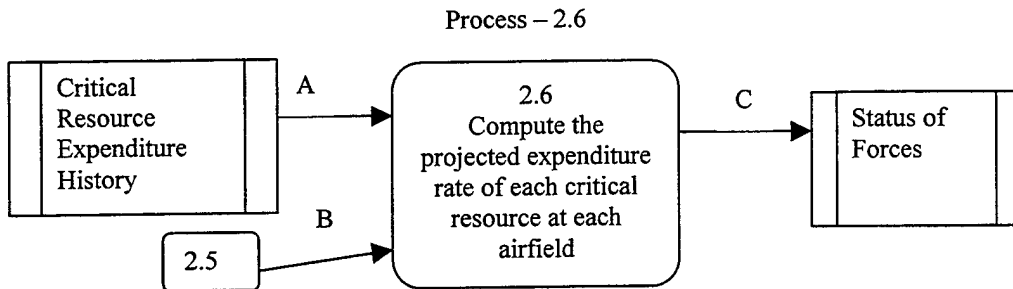 Process – 2.6
Critical
Resource
Expenditure
History
A
B
2.5
2.6
Compute the
projected expenditure
rate of each critical
resource at each
airfield
C
Status of
Forces